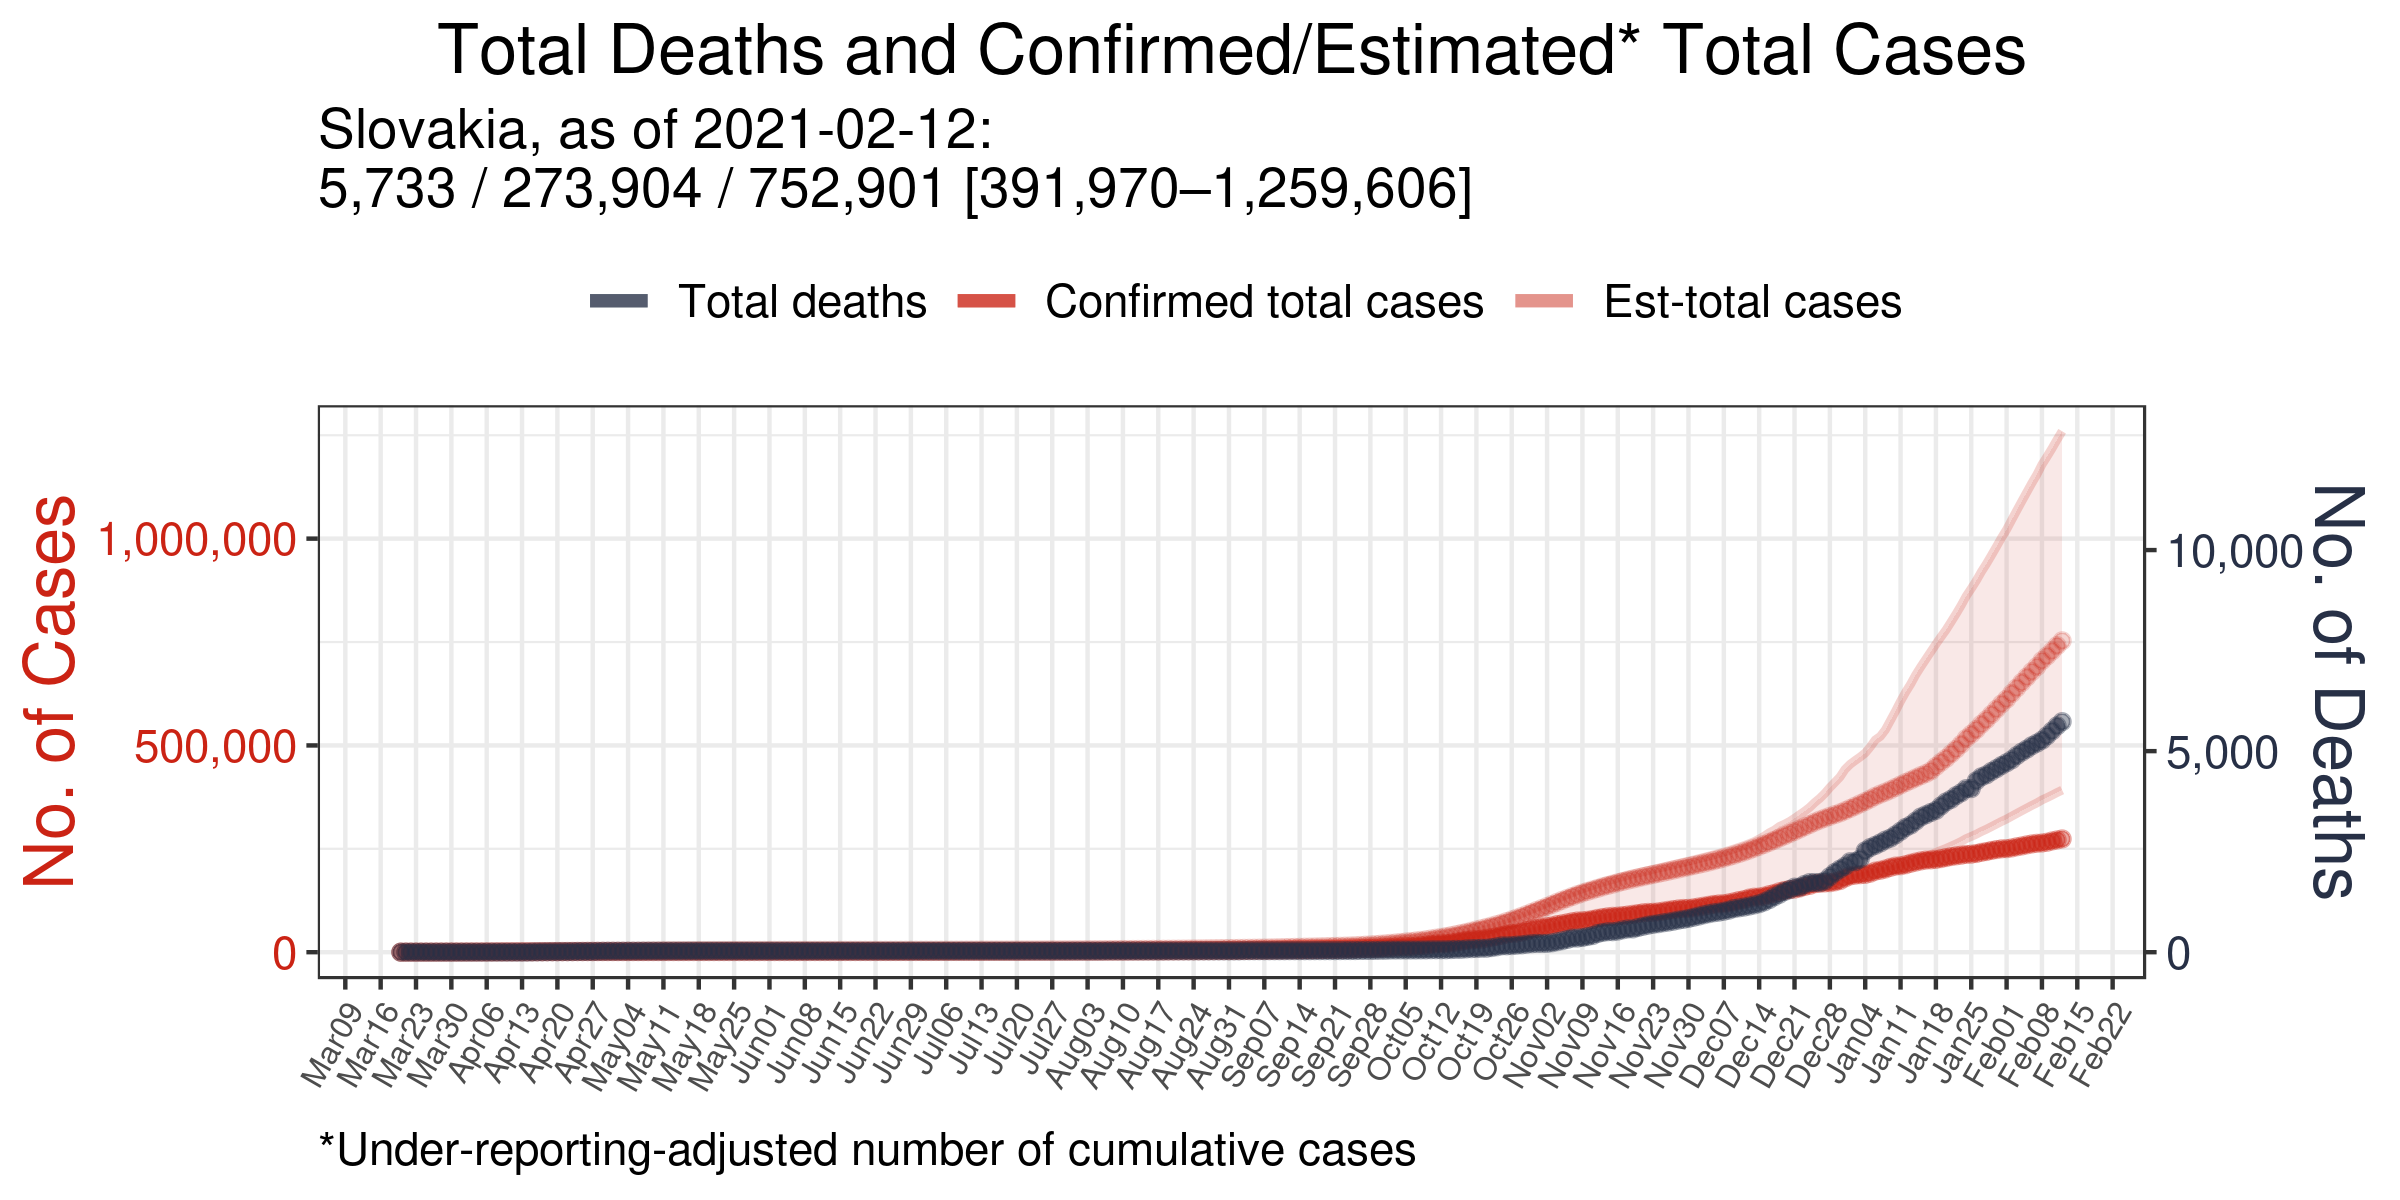 Total Deaths and Confirmed/Estimated* Total Cases
Slovakia, as of 2021-02-12:
5,733 / 273,904 / 752,901 [391,970–1,259,606]
Total deaths
Confirmed total cases
Est-total cases
No. of Cases
1,000,000
500,000
0
10,000
5,000
0
No. of Deaths
Mar09
Mar16
Mar23
Mar30
Apr06
Apr13
Apr20
Apr27
May04
May11
May18
May25
Jun01
Jun08
Jun15
Jun22
Jun29
Jul06
Jul13
Jul20
Jul27
Aug03
Aug10
Aug17
Aug24
Aug31
Sep07
Sep14
Sep21
Sep28
Oct05
Oct12
Oct19
Oct26
Nov02
Nov09
Nov16
Nov23
Nov30
Dec07
Dec14
Dec21
Dec28
Jan04
Jan11
Jan18
Jan25
Feb01
Feb08
Feb15
Feb22
*Under-reporting-adjusted number of cumulative cases